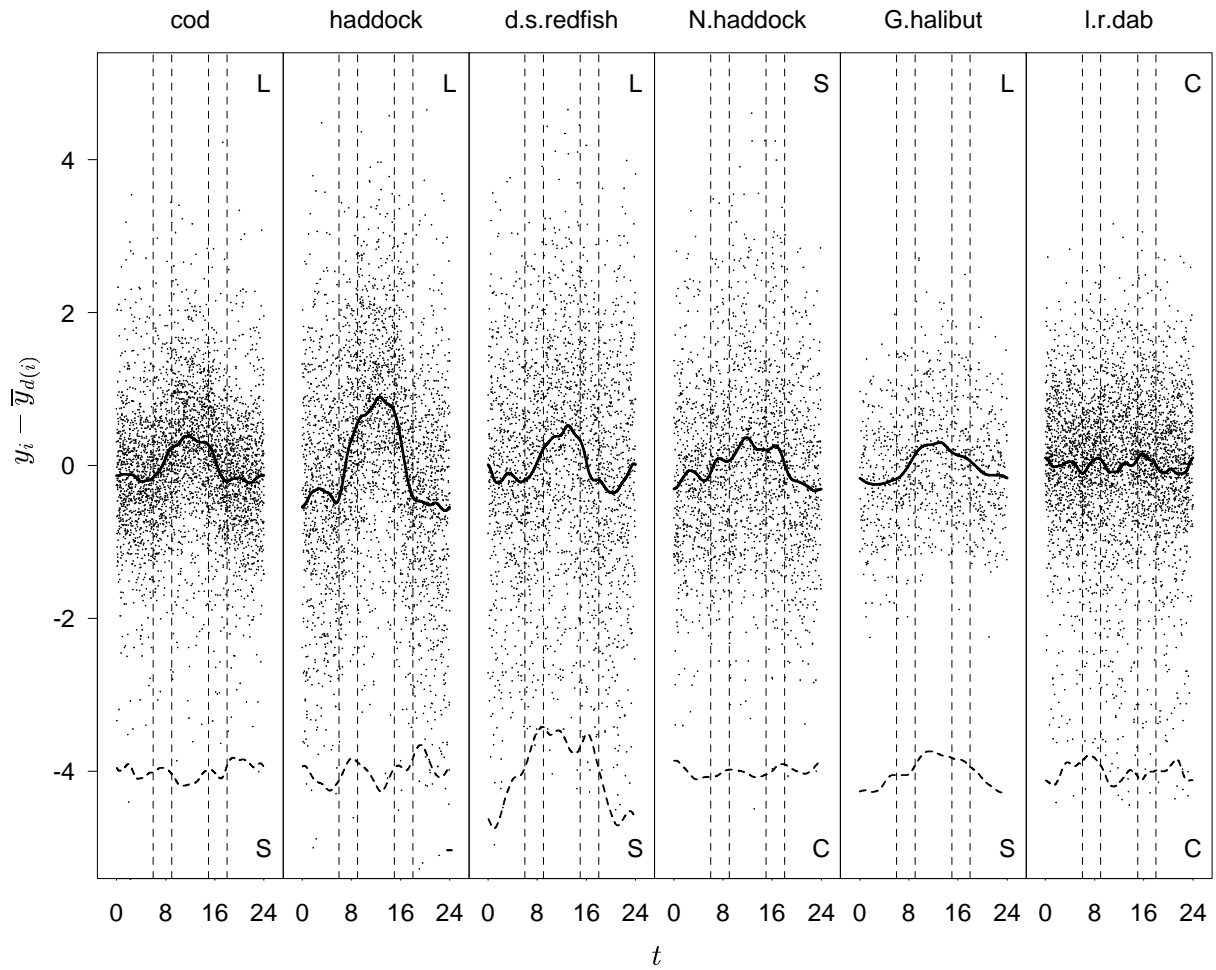 cod haddock d.s.redfish N.haddock G.halibut l.r.dab
L L L S L C
4
2
0
-2
-4
y_i − y̅_{d(i)}
S - S C S C
0 8 16 24 0 8 16 24 0 8 16 24 0 8 16 24 0 8 16 24 0 8 16 24
t